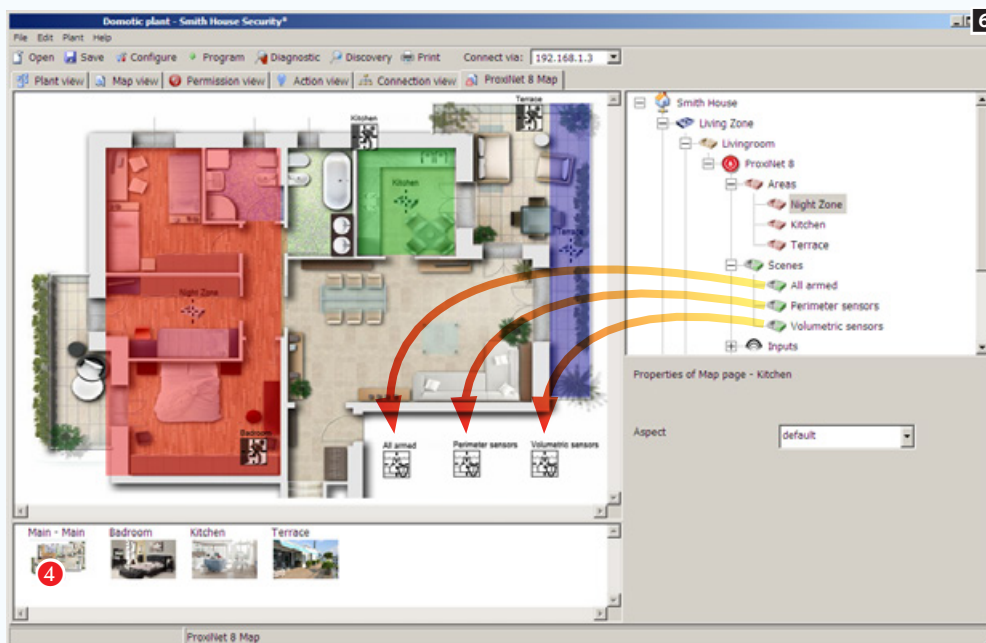 Domotic plant - Smith House Security*
6
File Edit Plant Help
Open Save Configure Program Diagnostic Discovery Print Connect via: 192.168.1.3
Plant view Map view Permission view Action view Connection view ProxiNet 8 Map
Terrace
Kitchen
Kitchen
Terrace
Night Zone
Badroom
All armed
Perimeter sensors
Volumetric sensors
Smith House
Living Zone
Livingroom
ProxiNet 8
Areas
Night Zone
Kitchen
Terrace
Scenes
All armed
Perimeter sensors
Volumetric sensors
Inputs
Properties of Map page - Kitchen
Aspect
default
Main - Main Badroom Kitchen Terrace
4
ProxiNet 8 Map